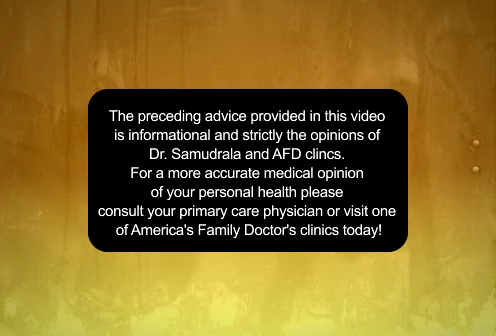 The preceding advice provided in this video
is informational and strictly the opinions of
Dr. Samudrala and AFD clincs.
For a more accurate medical opinion
of your personal health please
consult your primary care physician or visit one
of America's Family Doctor's clinics today!